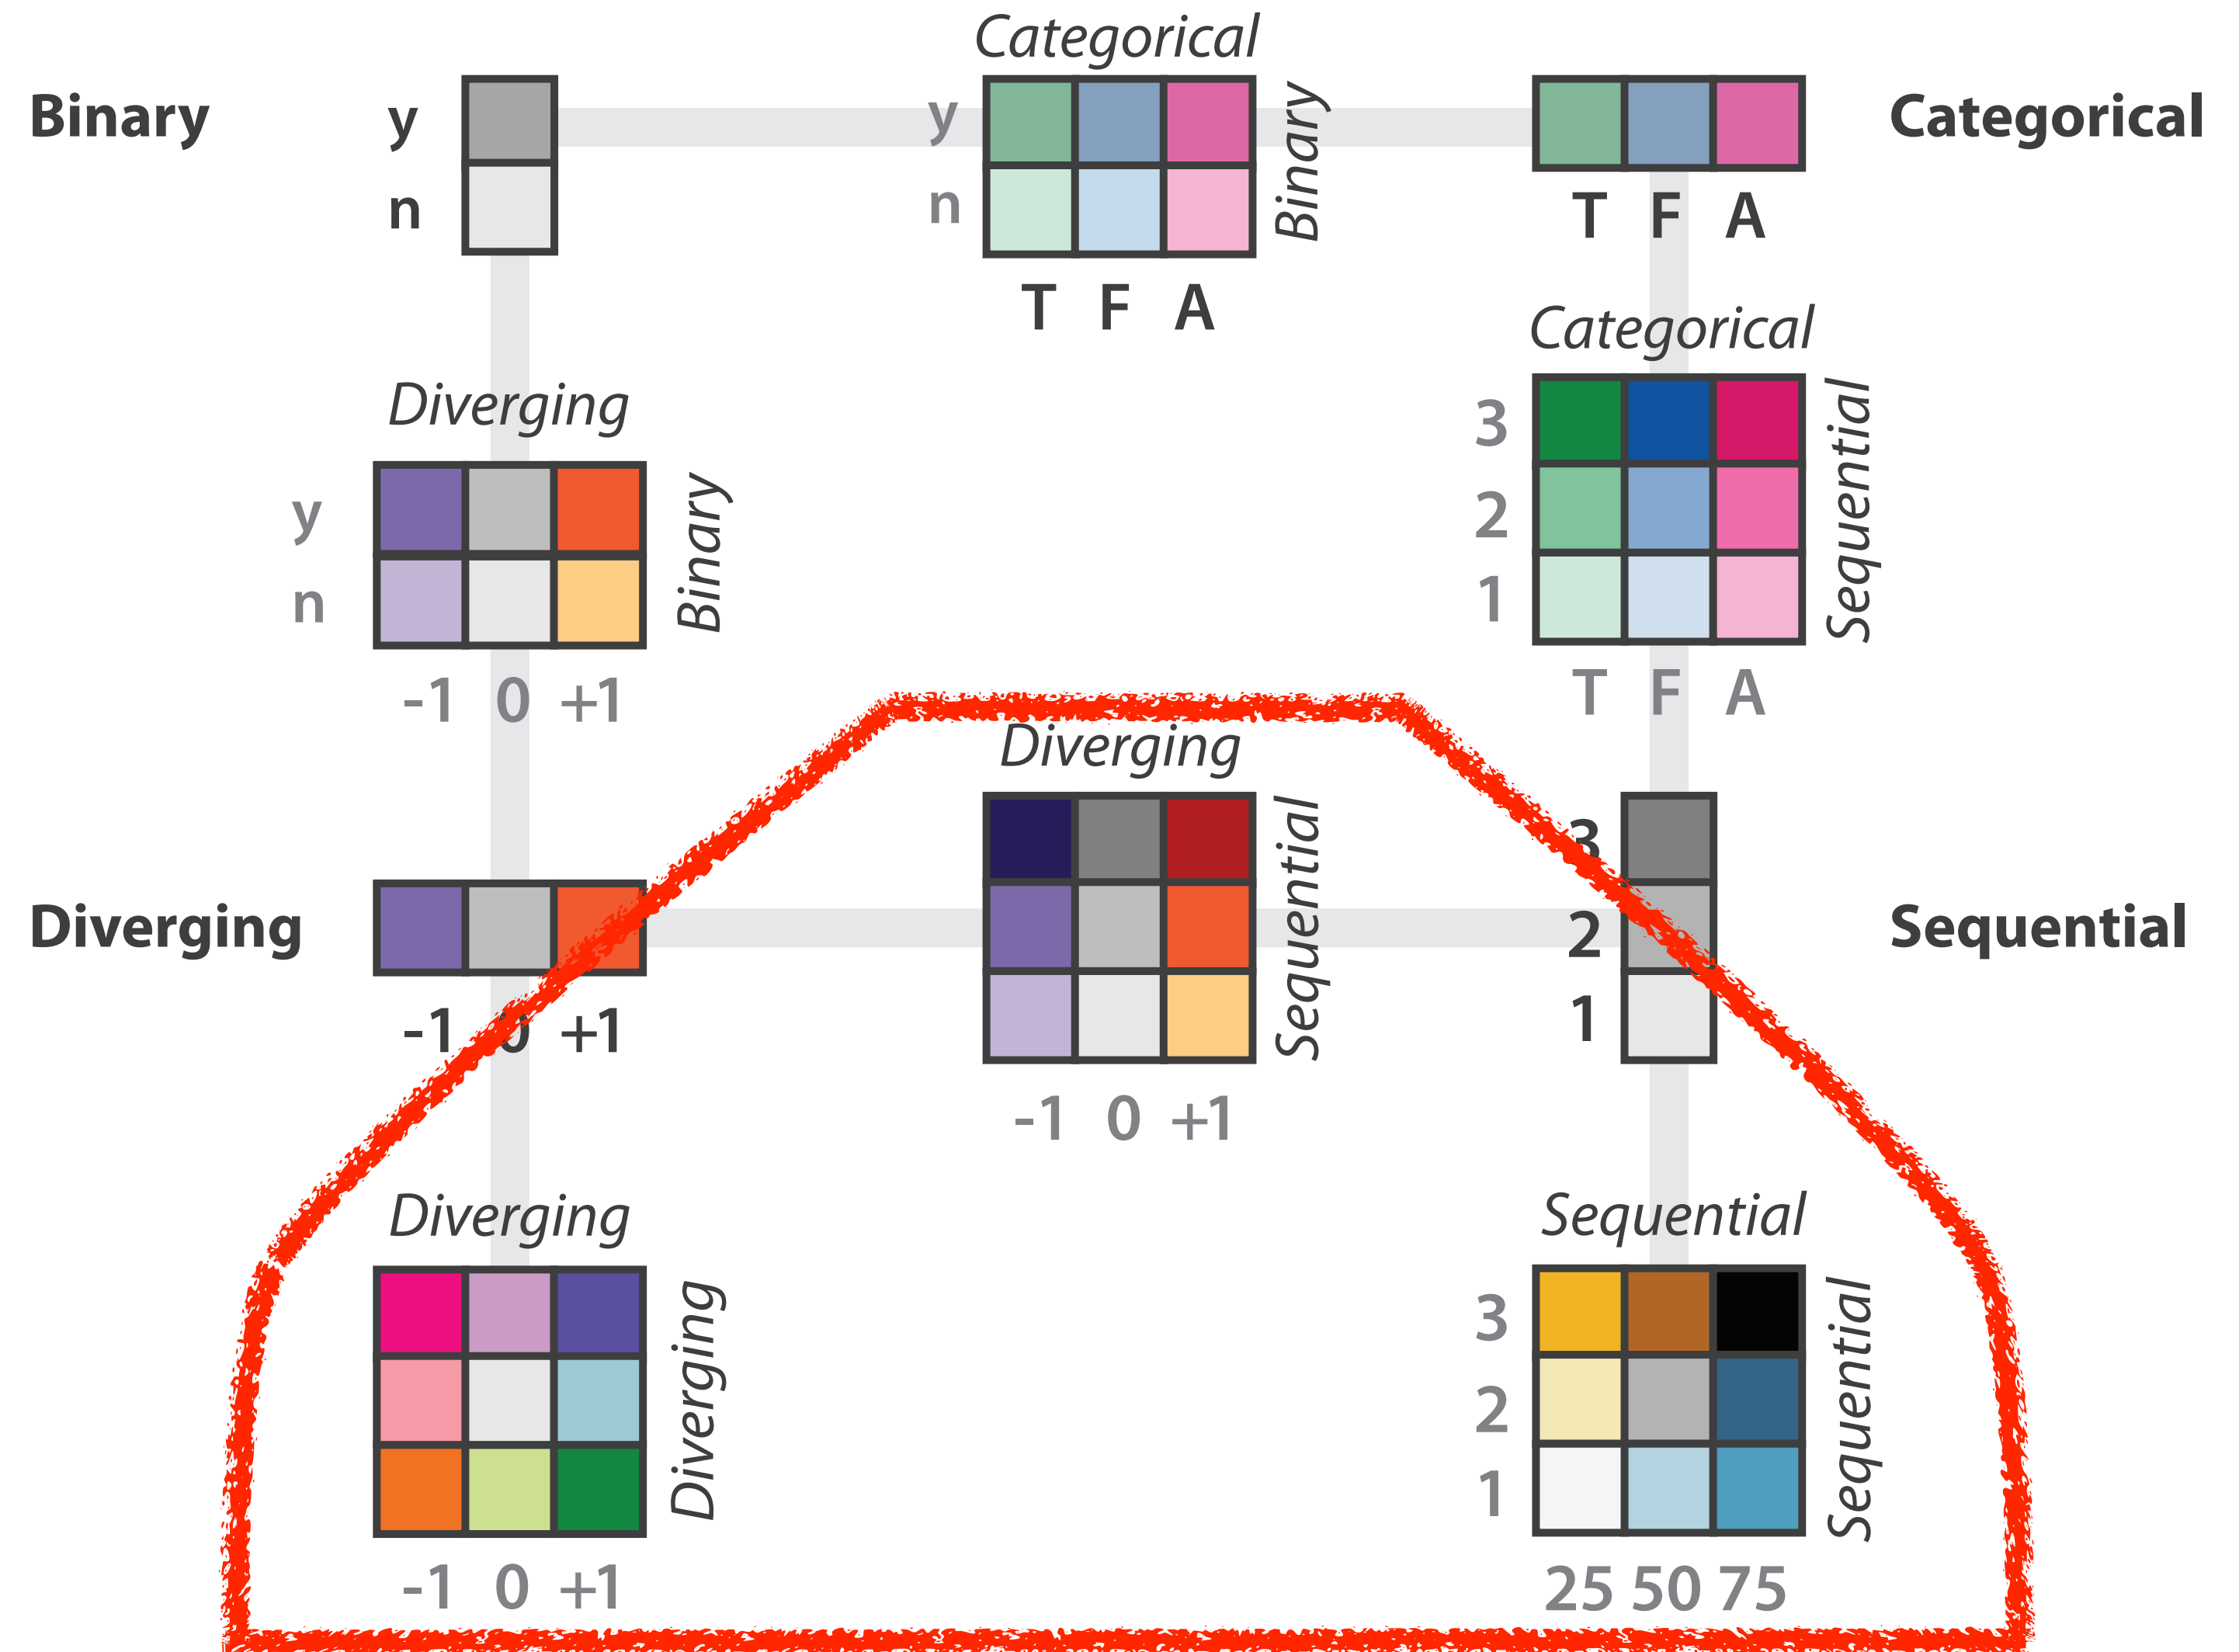 Categorical
Binary
y
y
Binary
Categorical
n
n
T F A
T F A
Categorical
Diverging
3
Sequential
y
Binary
2
n
1
-1 0 +1
T F A
Diverging
3
Sequential
Diverging
2
Sequential
1
-1 0 +1
-1 0 +1
Diverging
Sequential
Diverging
3
Sequential
2
1
-1 0 +1
25 50 75